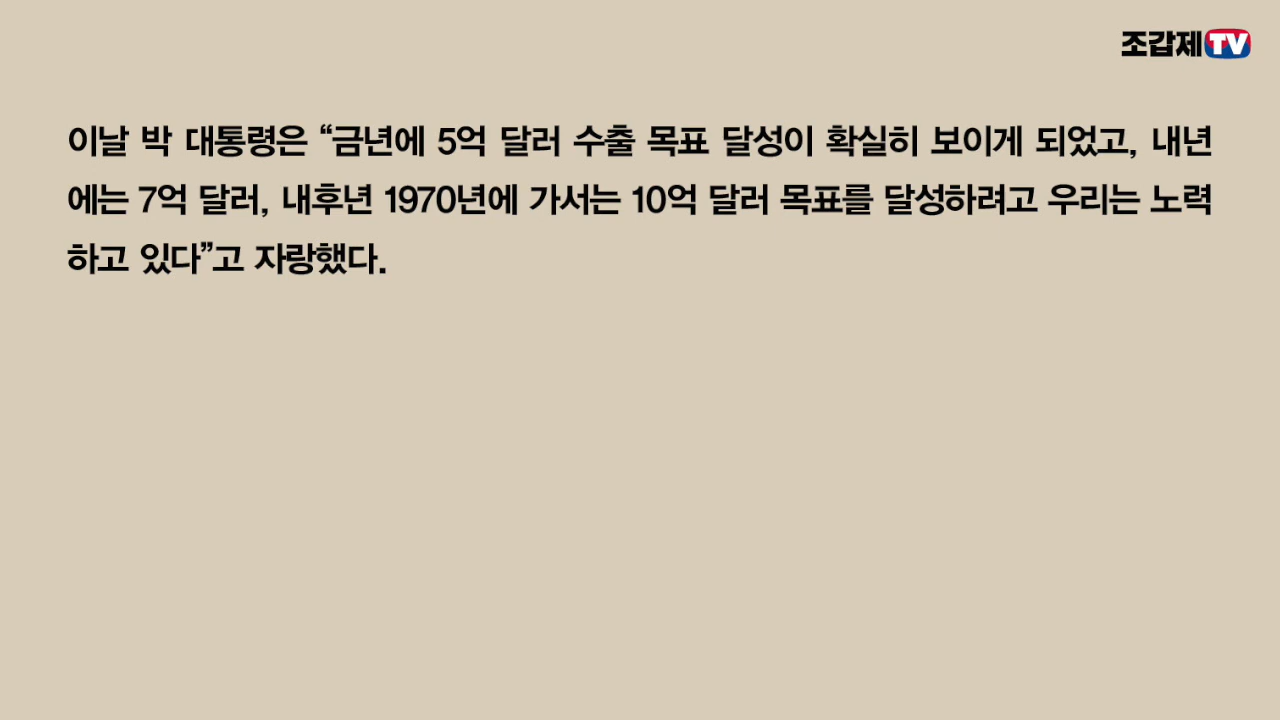 조갑제TV
이날 박 대통령은 “금년에 5억 달러 수출 목표 달성이 확실히 보이게 되었고, 내년
에는 7억 달러, 내후년 1970년에 가서는 10억 달러 목표를 달성하려고 우리는 노력
하고 있다”고 자랑했다.